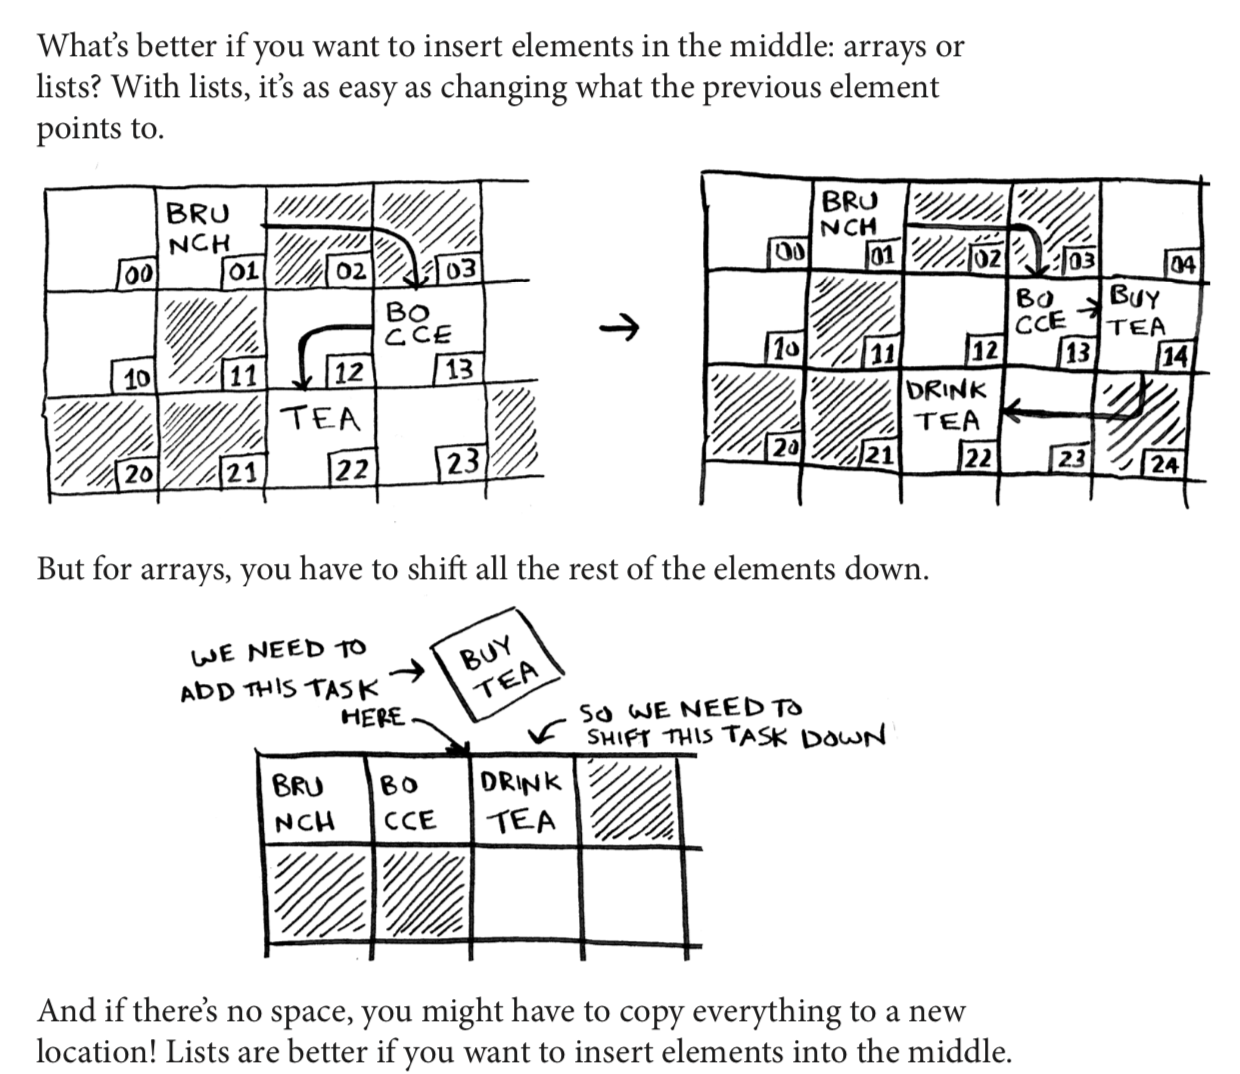 What's better if you want to insert elements in the middle: arrays or
lists? With lists, it's as easy as changing what the previous element
points to.
BRU
NCH
00
01
02
03
BO
CCE
10
11
12
13
TEA
20
21
22
23
→
BRU
NCH
00
01
02
03
04
BO
CCE
BUY
TEA
10
11
12
13
14
DRINK
TEA
20
21
22
23
24
But for arrays, you have to shift all the rest of the elements down.
WE NEED TO
ADD THIS TASK
HERE
BUY
TEA
SO WE NEED TO
SHIFT THIS TASK DOWN
BRU
NCH
BO
CCE
DRINK
TEA
And if there's no space, you might have to copy everything to a new
location! Lists are better if you want to insert elements into the middle.